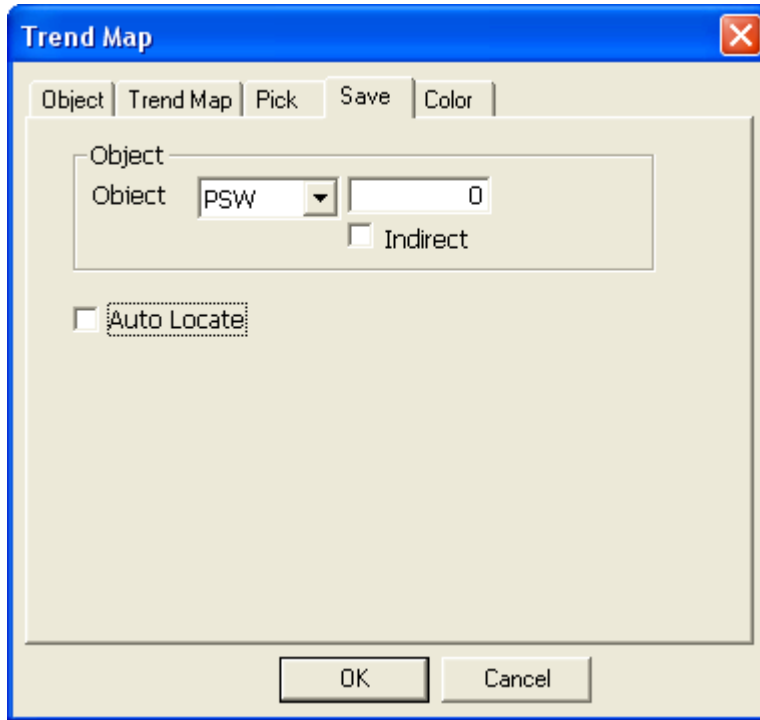 Trend Map
Object Trend Map Pick Save Color
Object
Obiect PSW 0
Indirect
Auto Locate
OK Cancel